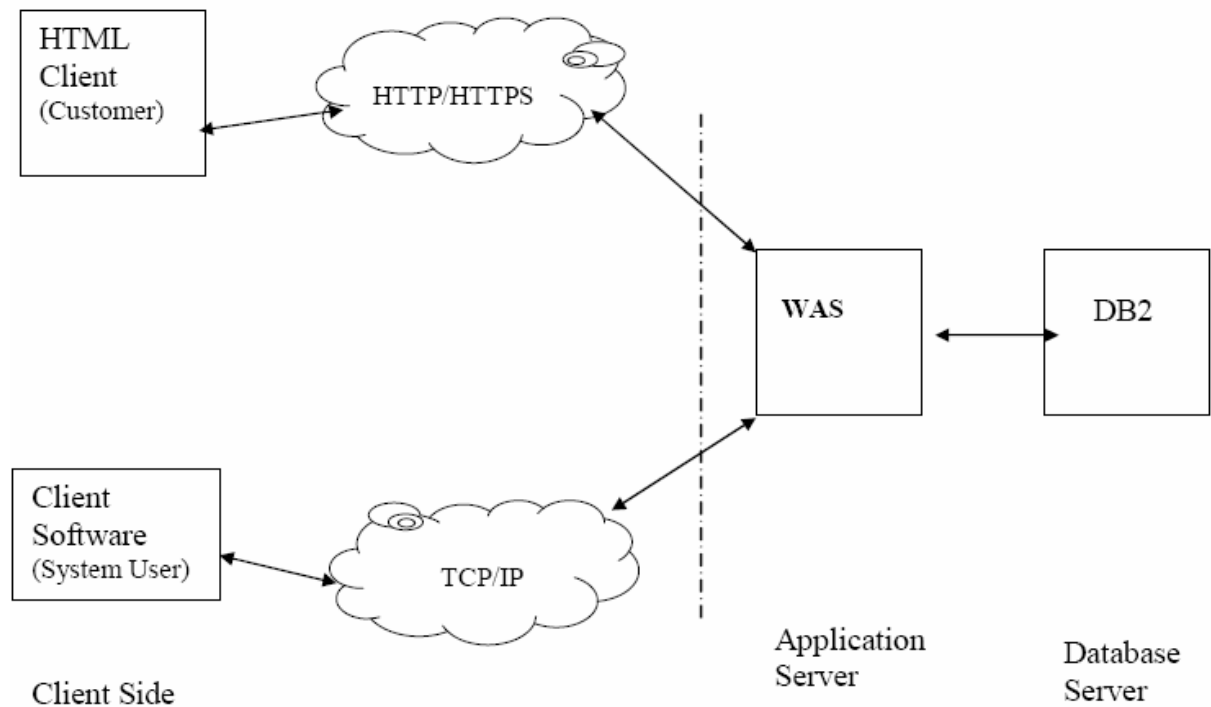 HTML
Client
(Customer)
HTTP/HTTPS
WAS
DB2
Client
Software
(System User)
TCP/IP
Client Side
Application
Server
Database
Server